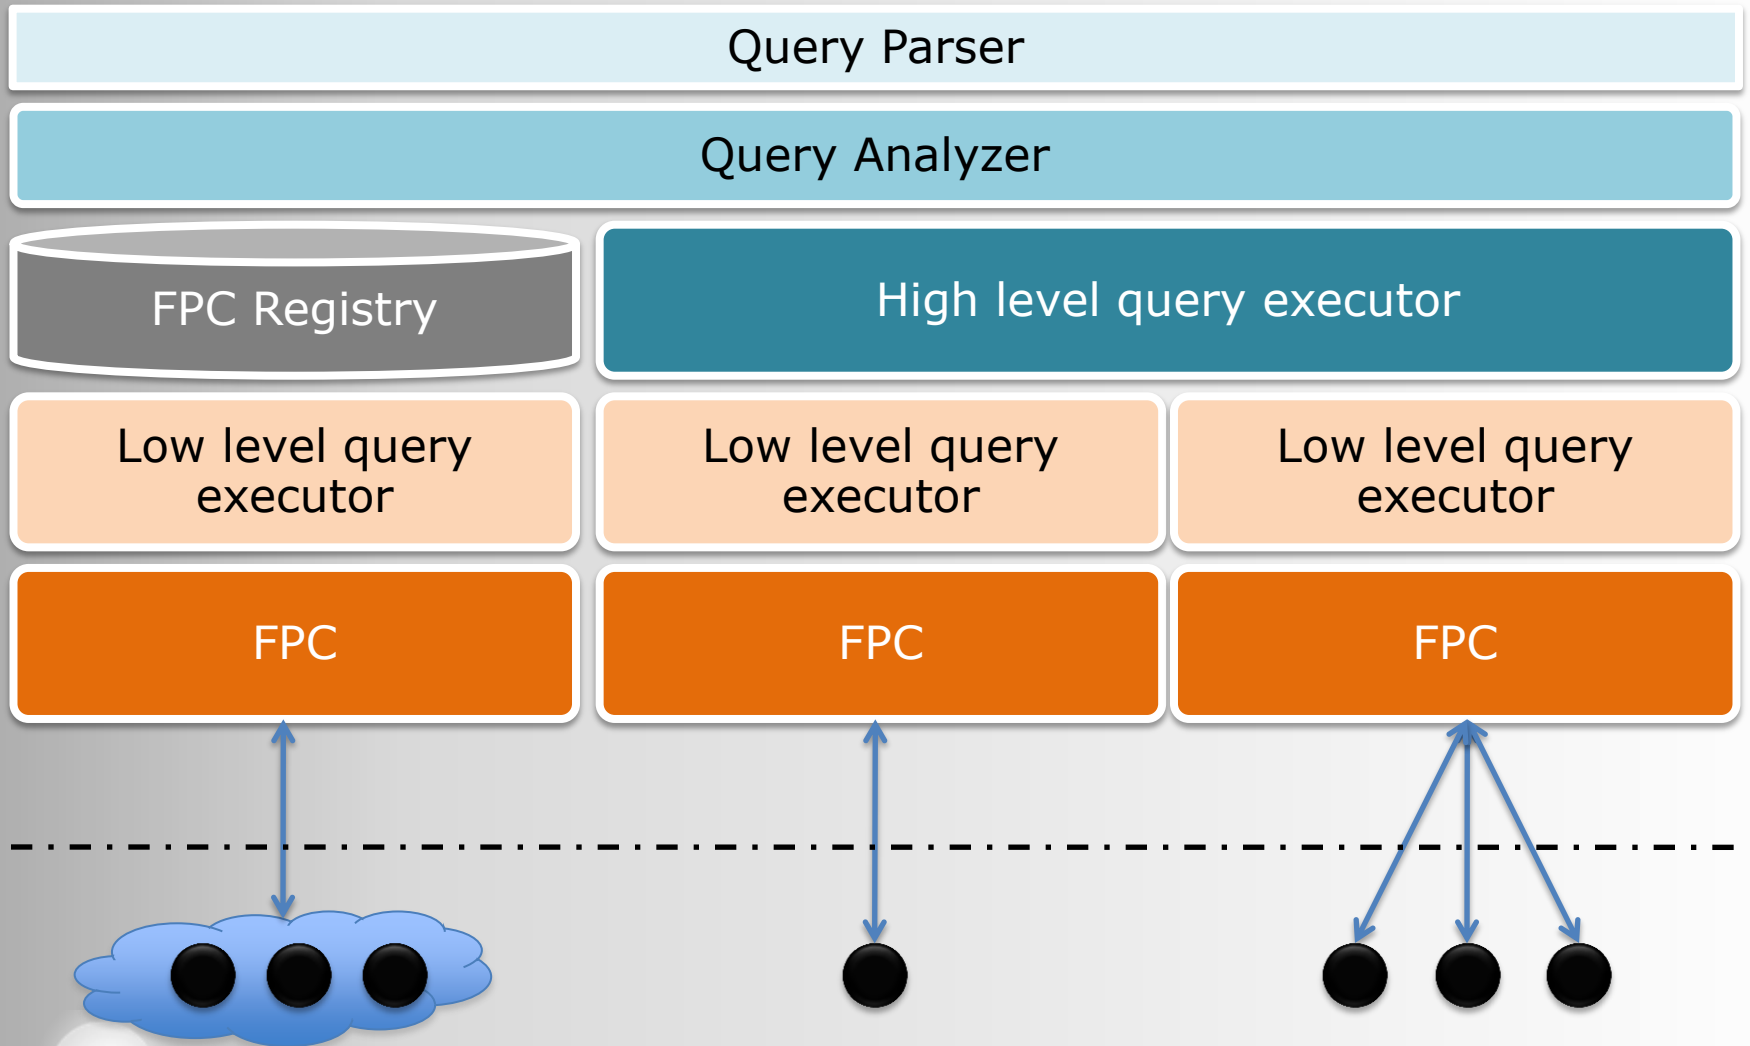 Query Parser
Query Analyzer
FPC Registry
High level query executor
Low level query
executor
Low level query
executor
Low level query
executor
FPC
FPC
FPC